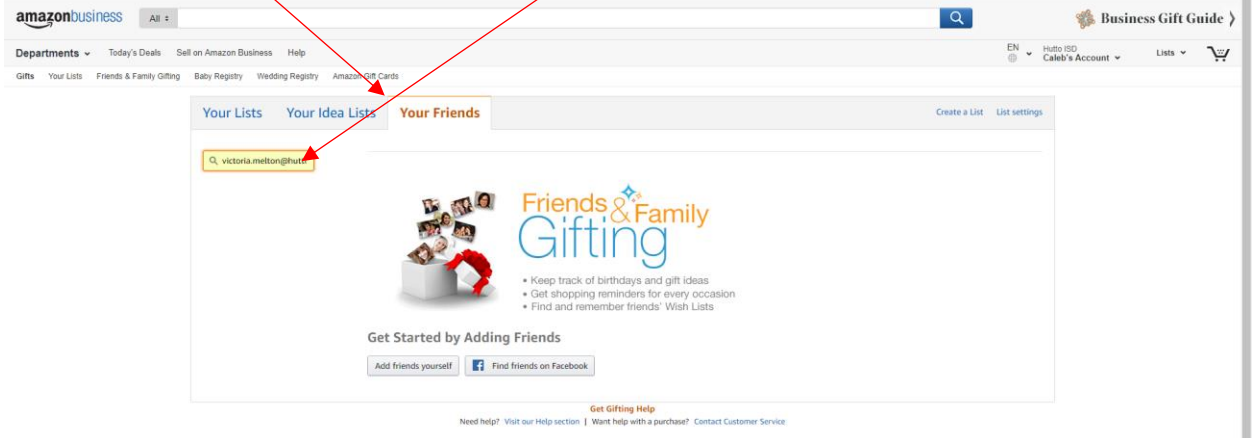 amazonbusiness All Business Gift Guide
Departments Today's Deals Sell on Amazon Business Help EN Hutto ISD Caleb's Account Lists
Gifts Your Lists Friends & Family Gifting Baby Registry Wedding Registry Amazon Gift Cards
Your Lists Your Idea Lists Your Friends Create a List List settings
victoria.melton@hutt
Friends & Family
Gifting
• Keep track of birthdays and gift ideas
• Get shopping reminders for every occasion
• Find and remember friends' Wish Lists
Get Started by Adding Friends
Add friends yourself Find friends on Facebook
Get Gifting Help
Need help? Visit our Help section | Want help with a purchase? Contact Customer Service